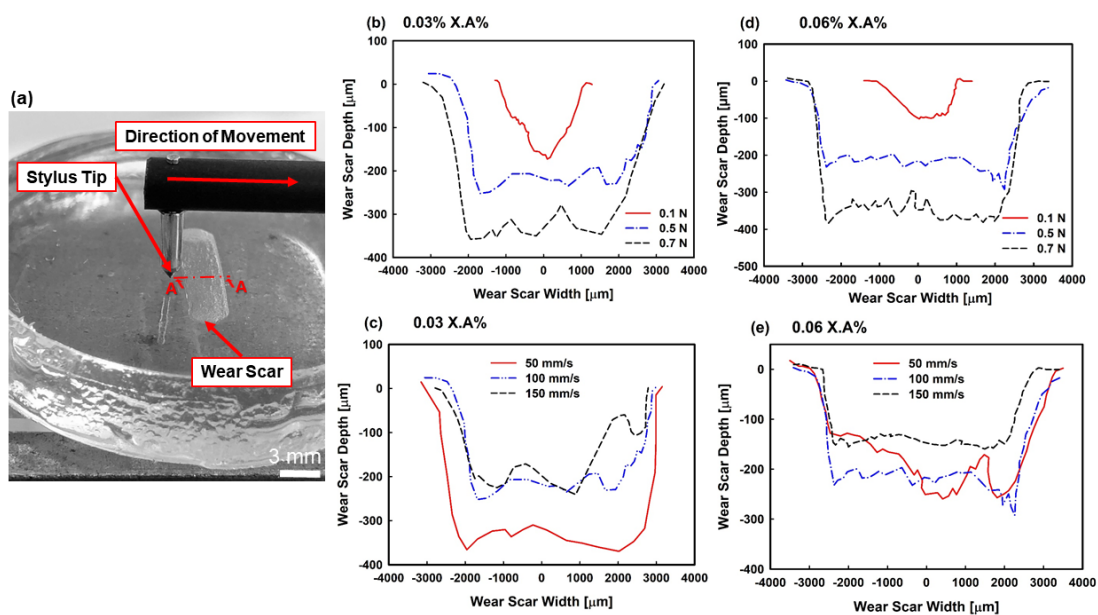 (a)
Direction of Movement
Stylus Tip
A
A
Wear Scar
3 mm
(b) 0.03% X.A%
Wear Scar Depth [μm]
100
0
-100
-200
-300
-400
-500
0.1 N
0.5 N
0.7 N
-4000 -3000 -2000 -1000 0 1000 2000 3000 4000
Wear Scar Width [μm]
(d) 0.06% X.A%
Wear Scar Depth [μm]
100
0
-100
-200
-300
-400
-500
0.1 N
0.5 N
0.7 N
-4000 -3000 -2000 -1000 0 1000 2000 3000 4000
Wear Scar Width [μm]
(c) 0.03 X.A%
Wear Scar Depth [μm]
100
0
-100
-200
-300
-400
50 mm/s
100 mm/s
150 mm/s
-4000 -3000 -2000 -1000 0 1000 2000 3000 4000
Wear Scar Width [μm]
(e) 0.06 X.A%
Wear Scar Depth [μm]
100
0
-100
-200
-300
-400
50 mm/s
100 mm/s
150 mm/s
-4000 -3000 -2000 -1000 0 1000 2000 3000 4000
Wear Scar Width [μm]